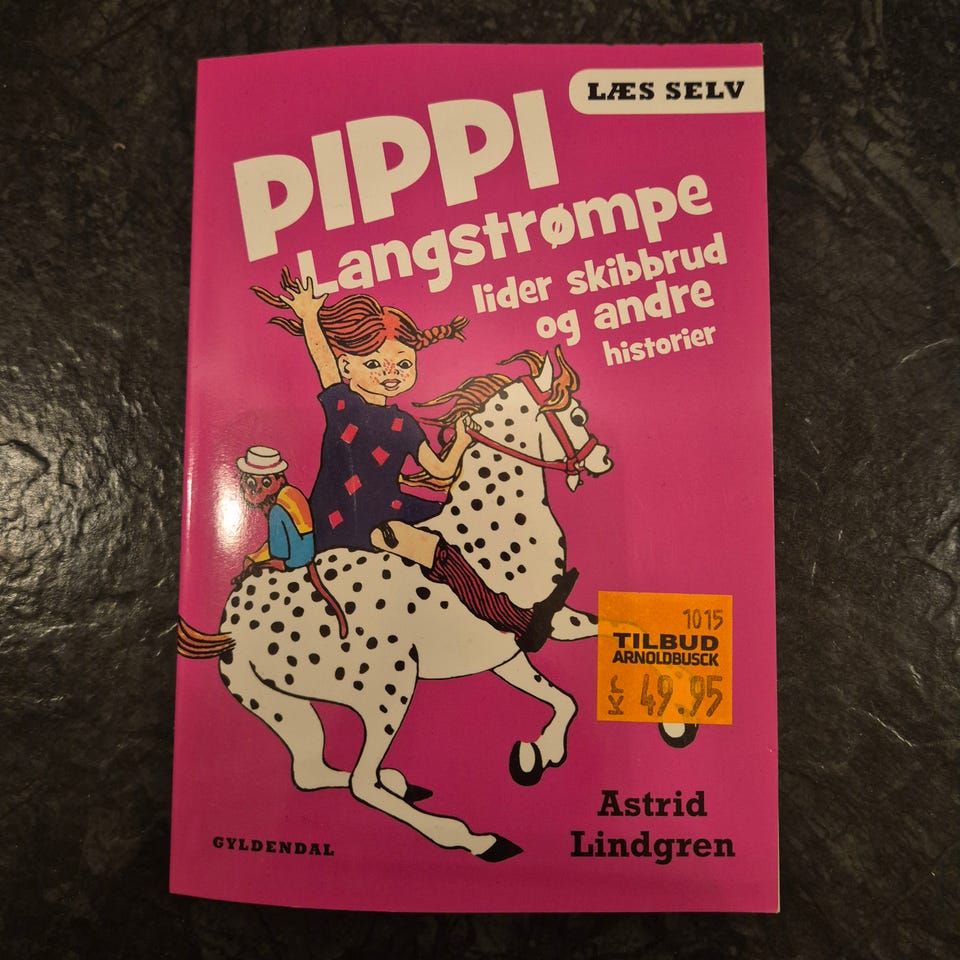 LÆS SELV
PIPPI
Langstrømpe
lider skibbrud
og andre
historier
1015
TILBUD
ARNOLDBUSCK
49.95
Astrid
Lindgren
GYLDENDAL